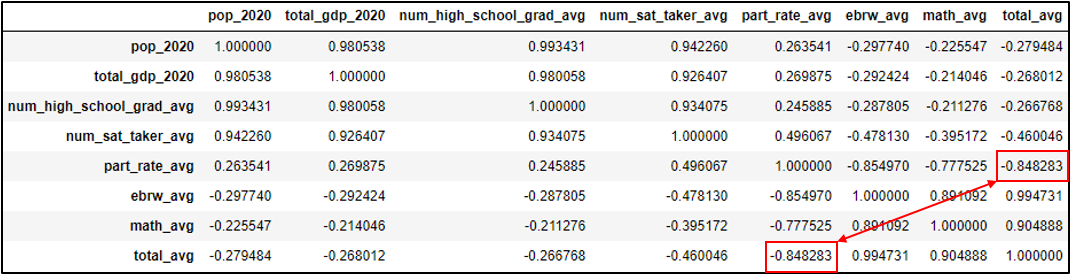 pop_2020 total_gdp_2020 num_high_school_grad_avg num_sat_taker_avg part_rate_avg ebrw_avg math_avg total_avg
pop_2020 1.000000 0.980538 0.993431 0.942260 0.263541 -0.297740 -0.225547 -0.279484
total_gdp_2020 0.980538 1.000000 0.980058 0.926407 0.269875 -0.292424 -0.214046 -0.268012
num_high_school_grad_avg 0.993431 0.980058 1.000000 0.934075 0.245885 -0.287805 -0.211276 -0.266768
num_sat_taker_avg 0.942260 0.926407 0.934075 1.000000 0.496067 -0.478130 -0.395172 -0.460046
part_rate_avg 0.263541 0.269875 0.245885 0.496067 1.000000 -0.854970 -0.777525 -0.848283
ebrw_avg -0.297740 -0.292424 -0.287805 -0.478130 -0.854970 1.000000 0.891092 0.994731
math_avg -0.225547 -0.214046 -0.211276 -0.395172 -0.777525 0.891092 1.000000 0.904888
total_avg -0.279484 -0.268012 -0.266768 -0.460046 -0.848283 0.994731 0.904888 1.000000